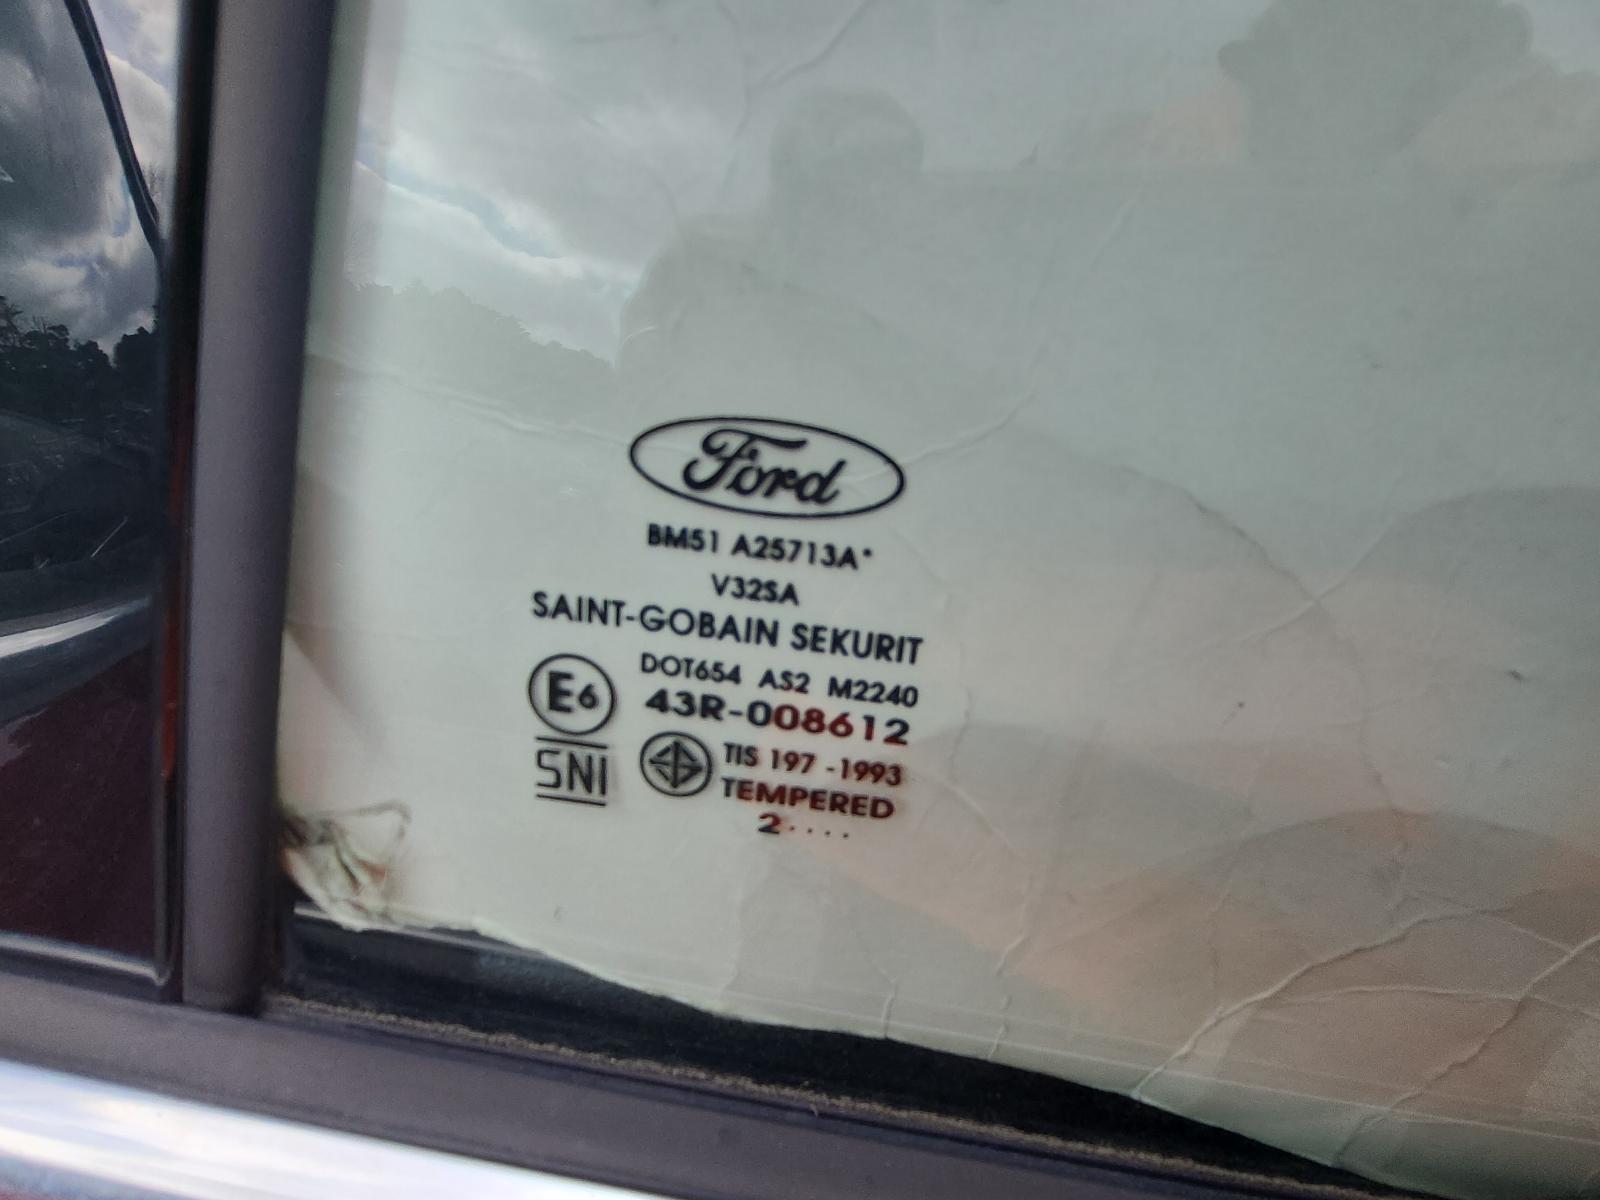 Ford
BM51 A25713A*
V32SA
SAINT-GOBAIN SEKURIT
DOT654 AS2 M2240
E6 43R-008612
SNI TIS 197 -1993
TEMPERED
2....